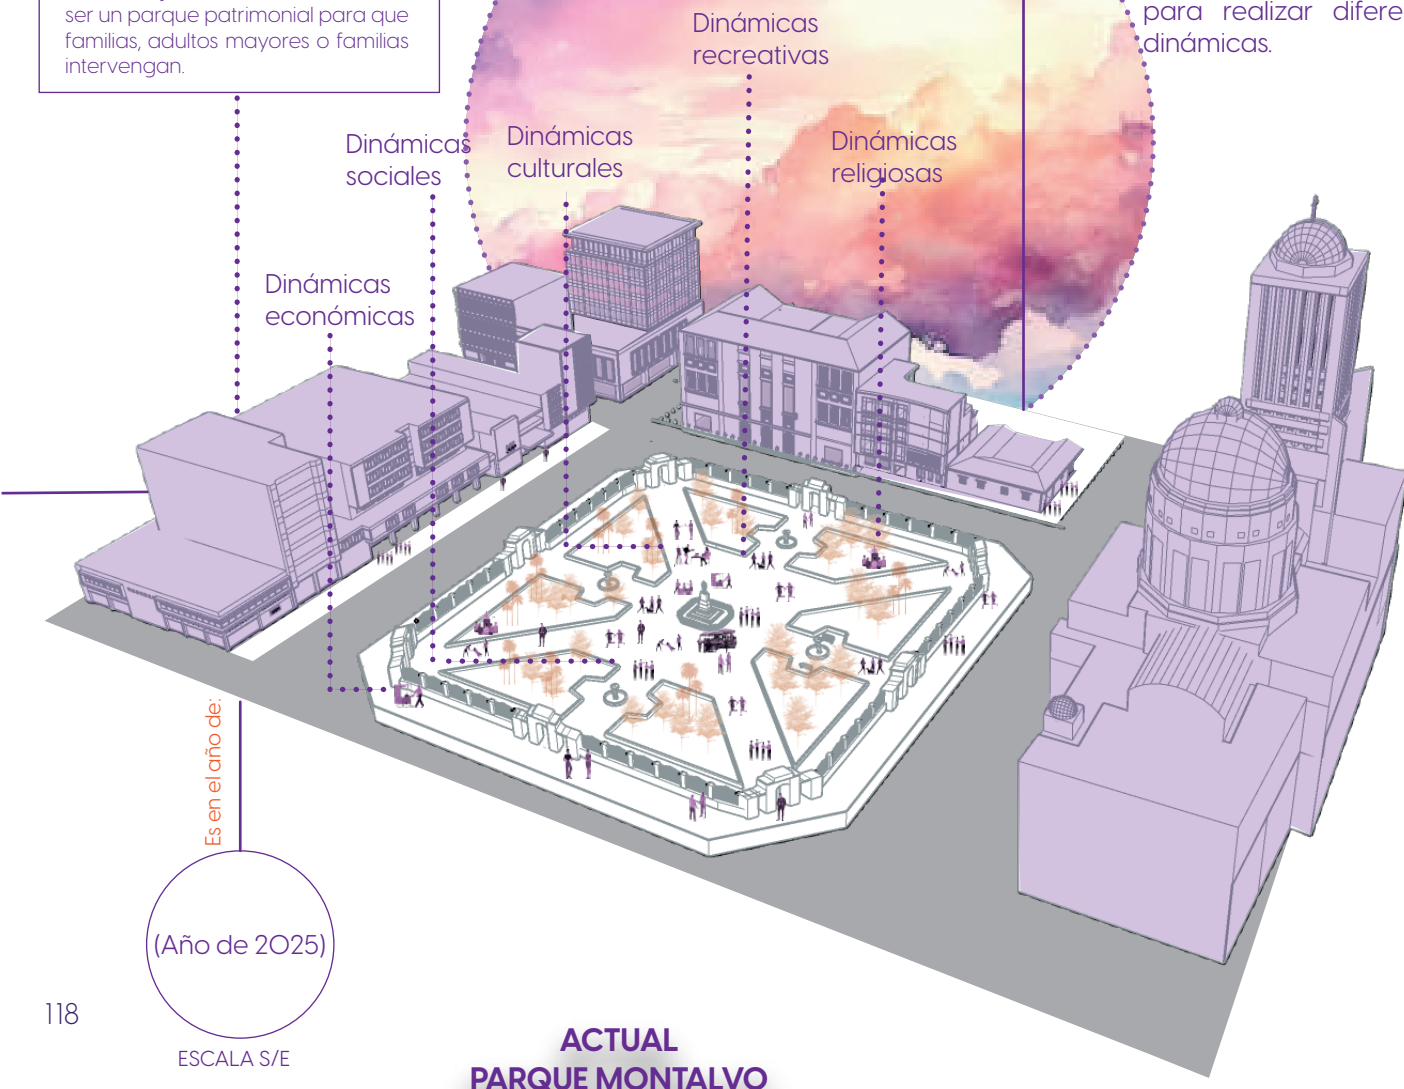 ser un parque patrimonial para que
familias, adultos mayores o familias
intervengan.
Dinámicas
recreativas
para realizar difere
dinámicas.
Dinámicas
sociales
Dinámicas
culturales
Dinámicas
religiosas
Dinámicas
económicas
Es en el año de:
(Año de 2025)
118
ESCALA S/E
ACTUAL
PARQUE MONTALVO